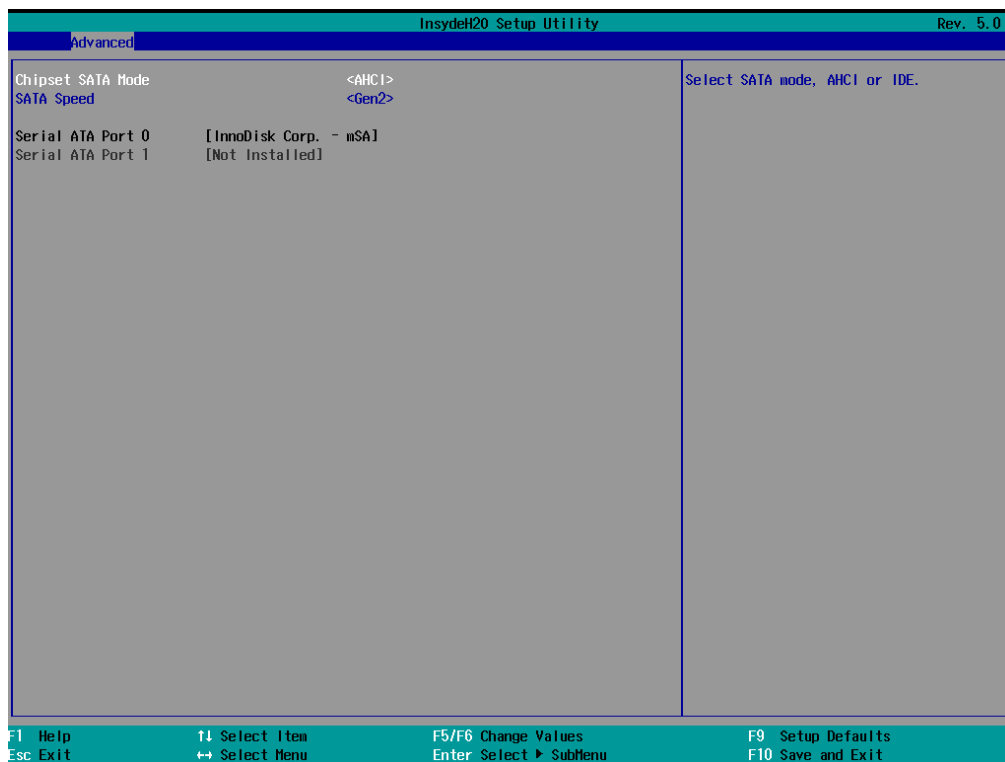 InsydeH20 Setup Utility Rev. 5.0
Advanced
Chipset SATA Mode <AHCI> Select SATA mode, AHCI or IDE.
SATA Speed <Gen2>
Serial ATA Port 0 [InnoDisk Corp. - mSA]
Serial ATA Port 1 [Not Installed]
F1 Help ↑↓ Select Item F5/F6 Change Values F9 Setup Defaults
Esc Exit ←→ Select Menu Enter Select ▶ SubMenu F10 Save and Exit